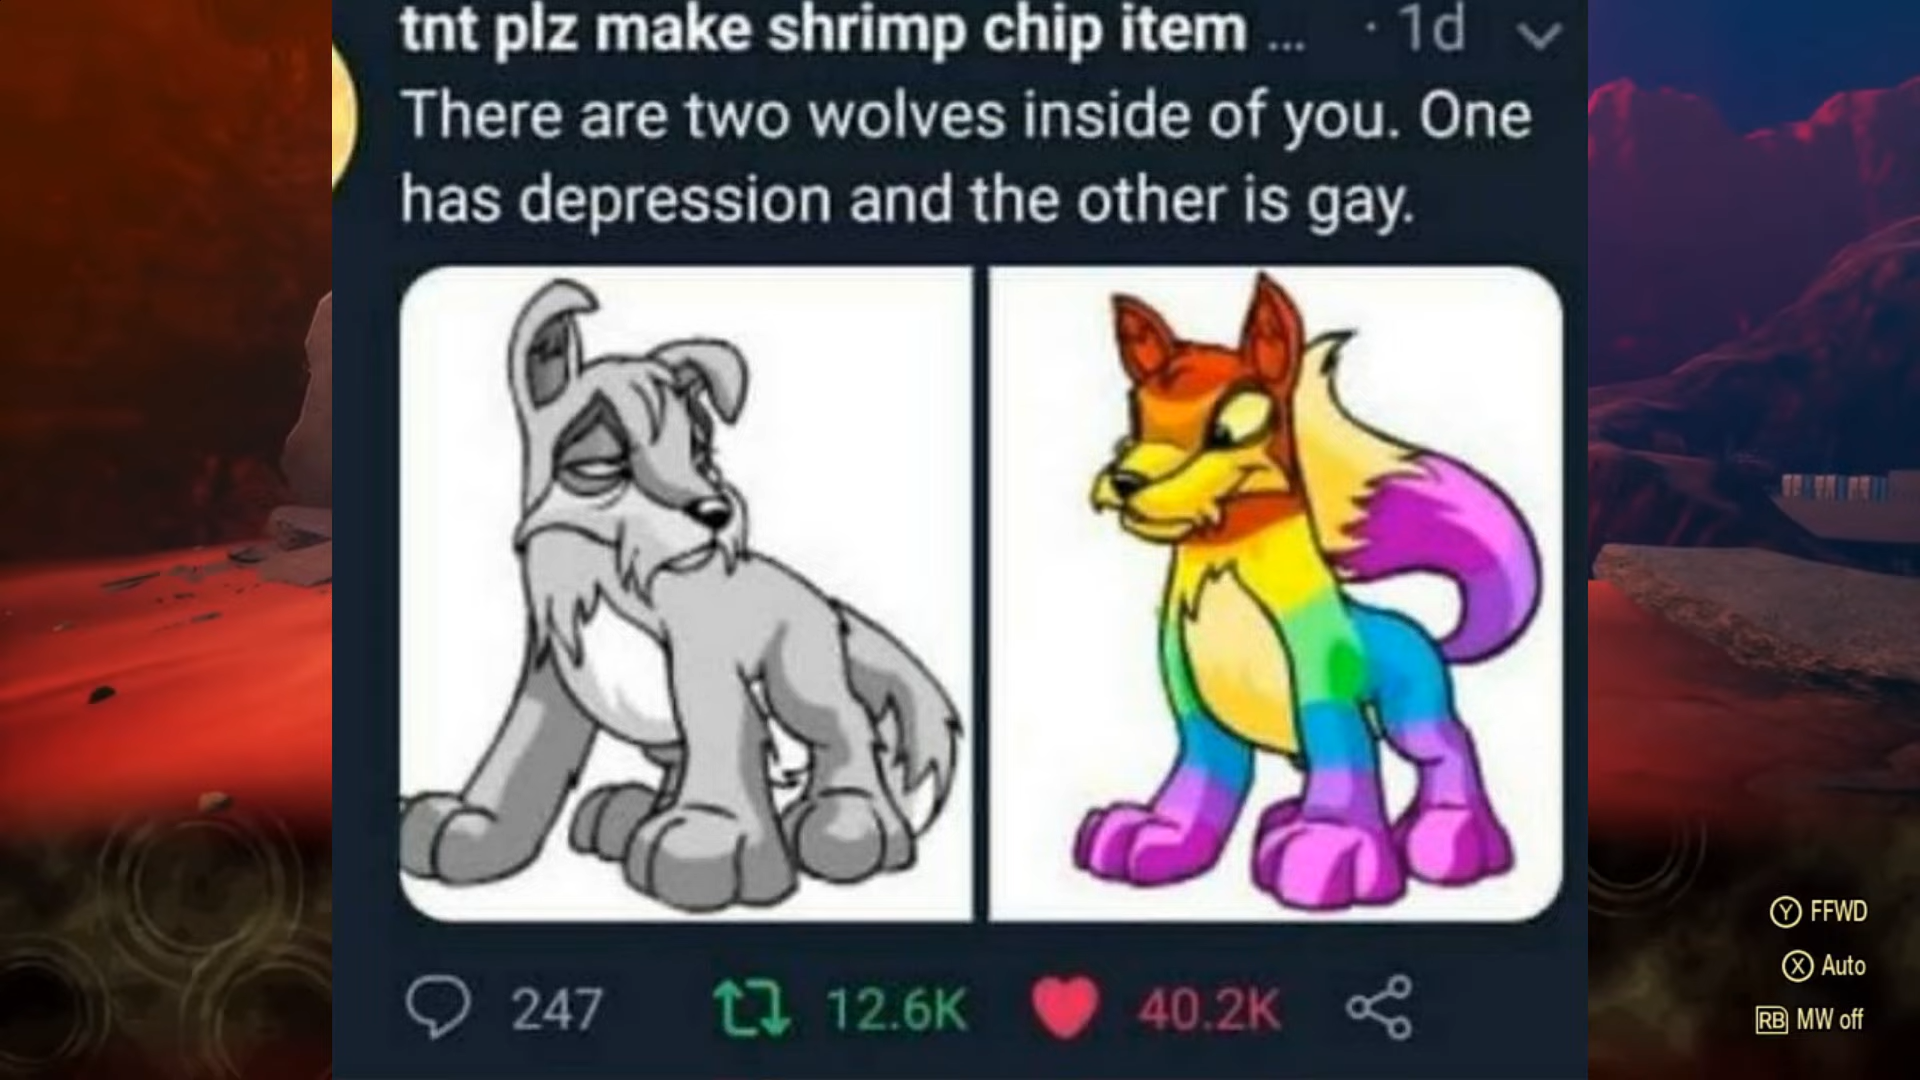 tnt plz make shrimp chip item ... · 1d
There are two wolves inside of you. One
has depression and the other is gay.
247 12.6K 40.2K
Y FFWD
X Auto
RB MW off